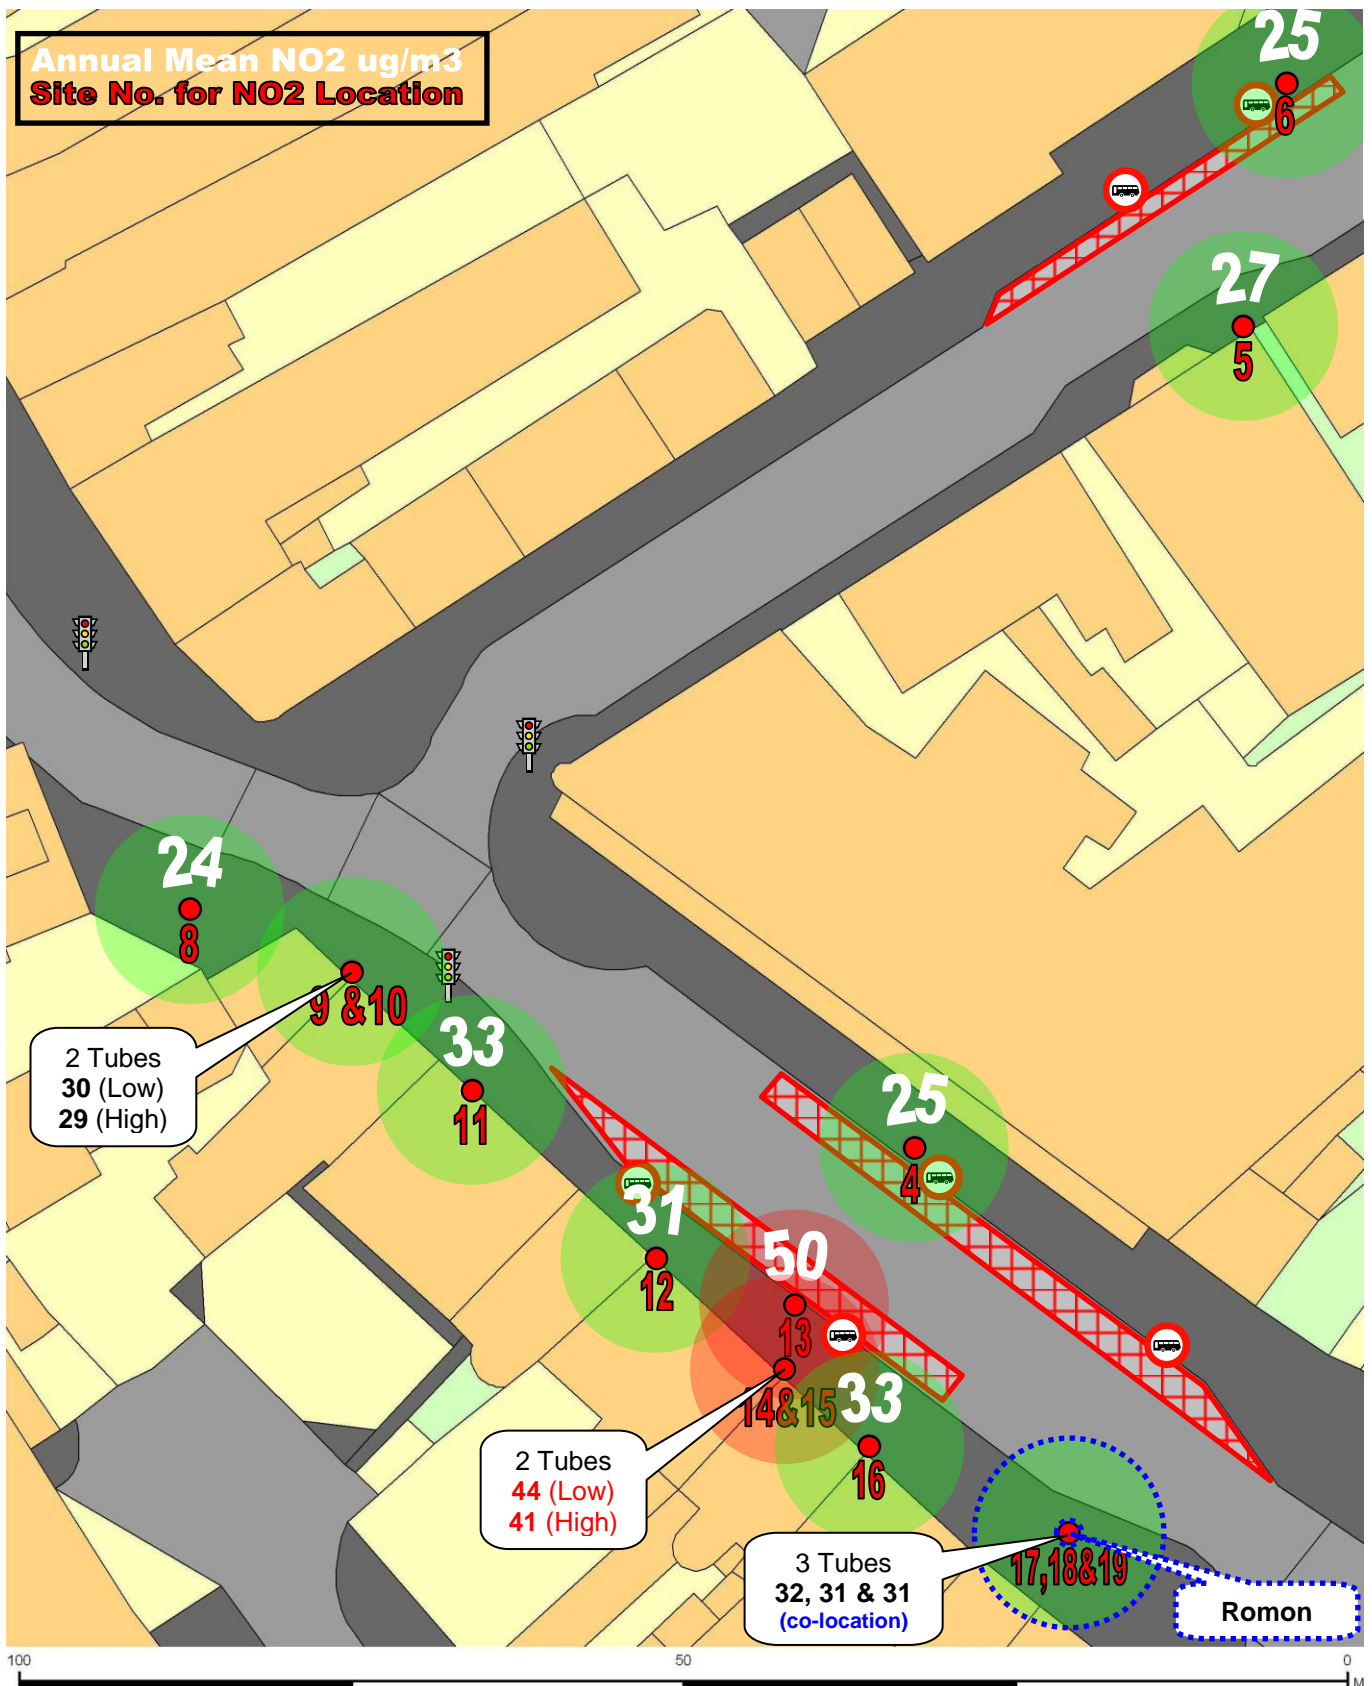 Annual Mean NO2 ug/m3
Site No. for NO2 Location
25
6
27
5
24
8
9 &10
2 Tubes
30 (Low)
29 (High)
33
11
25
4
31
12
50
13
14&15
2 Tubes
44 (Low)
41 (High)
33
16
17,18&19
3 Tubes
32, 31 & 31
(co-location)
Romon
100
50
0
M